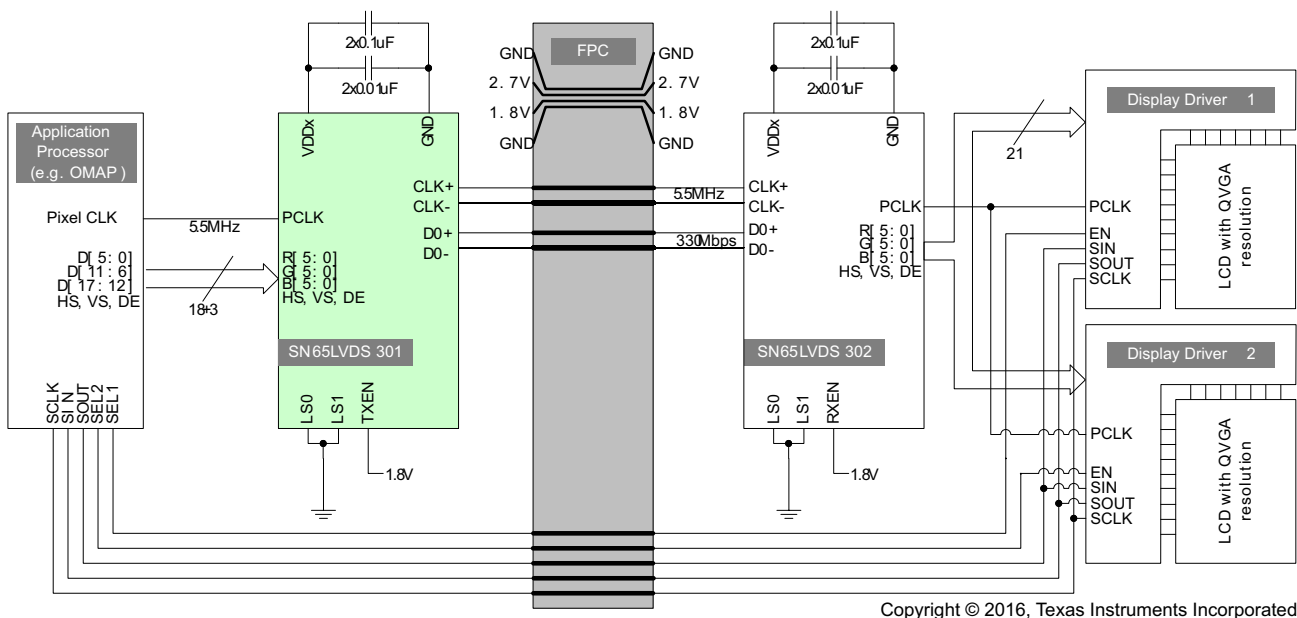 2x0.1uF
2x0.01uF
GND
2.7V
1.8V
GND
FPC
GND
2.7V
1.8V
GND
2x0.1uF
2x0.01uF
Application
Processor
(e.g. OMAP )
Pixel CLK
D[ 5: 0]
D[ 11: 6]
D[ 17: 12]
HS, VS, DE
SCLK
SIN
SOUT
SEL2
SEL1
5.5MHz
18+3
VDDx
GND
PCLK
R[ 5: 0]
G[ 5: 0]
B[ 5: 0]
HS, VS, DE
CLK+
CLK-
D0+
D0-
SN65LVDS 301
LS0
LS1
TXEN
1.8V
5.5MHz
330Mbps
VDDx
GND
CLK+
CLK-
D0+
D0-
PCLK
R[ 5: 0]
G[ 5: 0]
B[ 5: 0]
HS, VS, DE
SN65LVDS 302
LS0
LS1
RXEN
1.8V
21
Display Driver 1
PCLK
EN
SIN
SOUT
SCLK
LCD with QVGA
resolution
Display Driver 2
PCLK
EN
SIN
SOUT
SCLK
LCD with QVGA
resolution
Copyright © 2016, Texas Instruments Incorporated